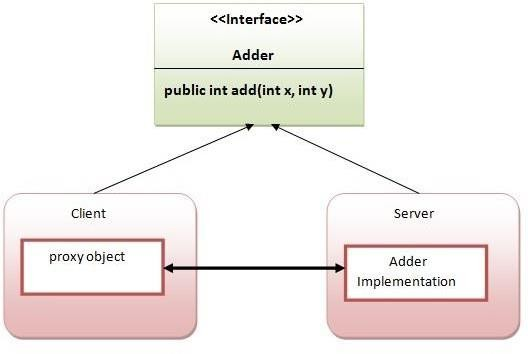 <<Interface>>
Adder
public int add(int x, int y)
Client
proxy object
Server
Adder
Implementation